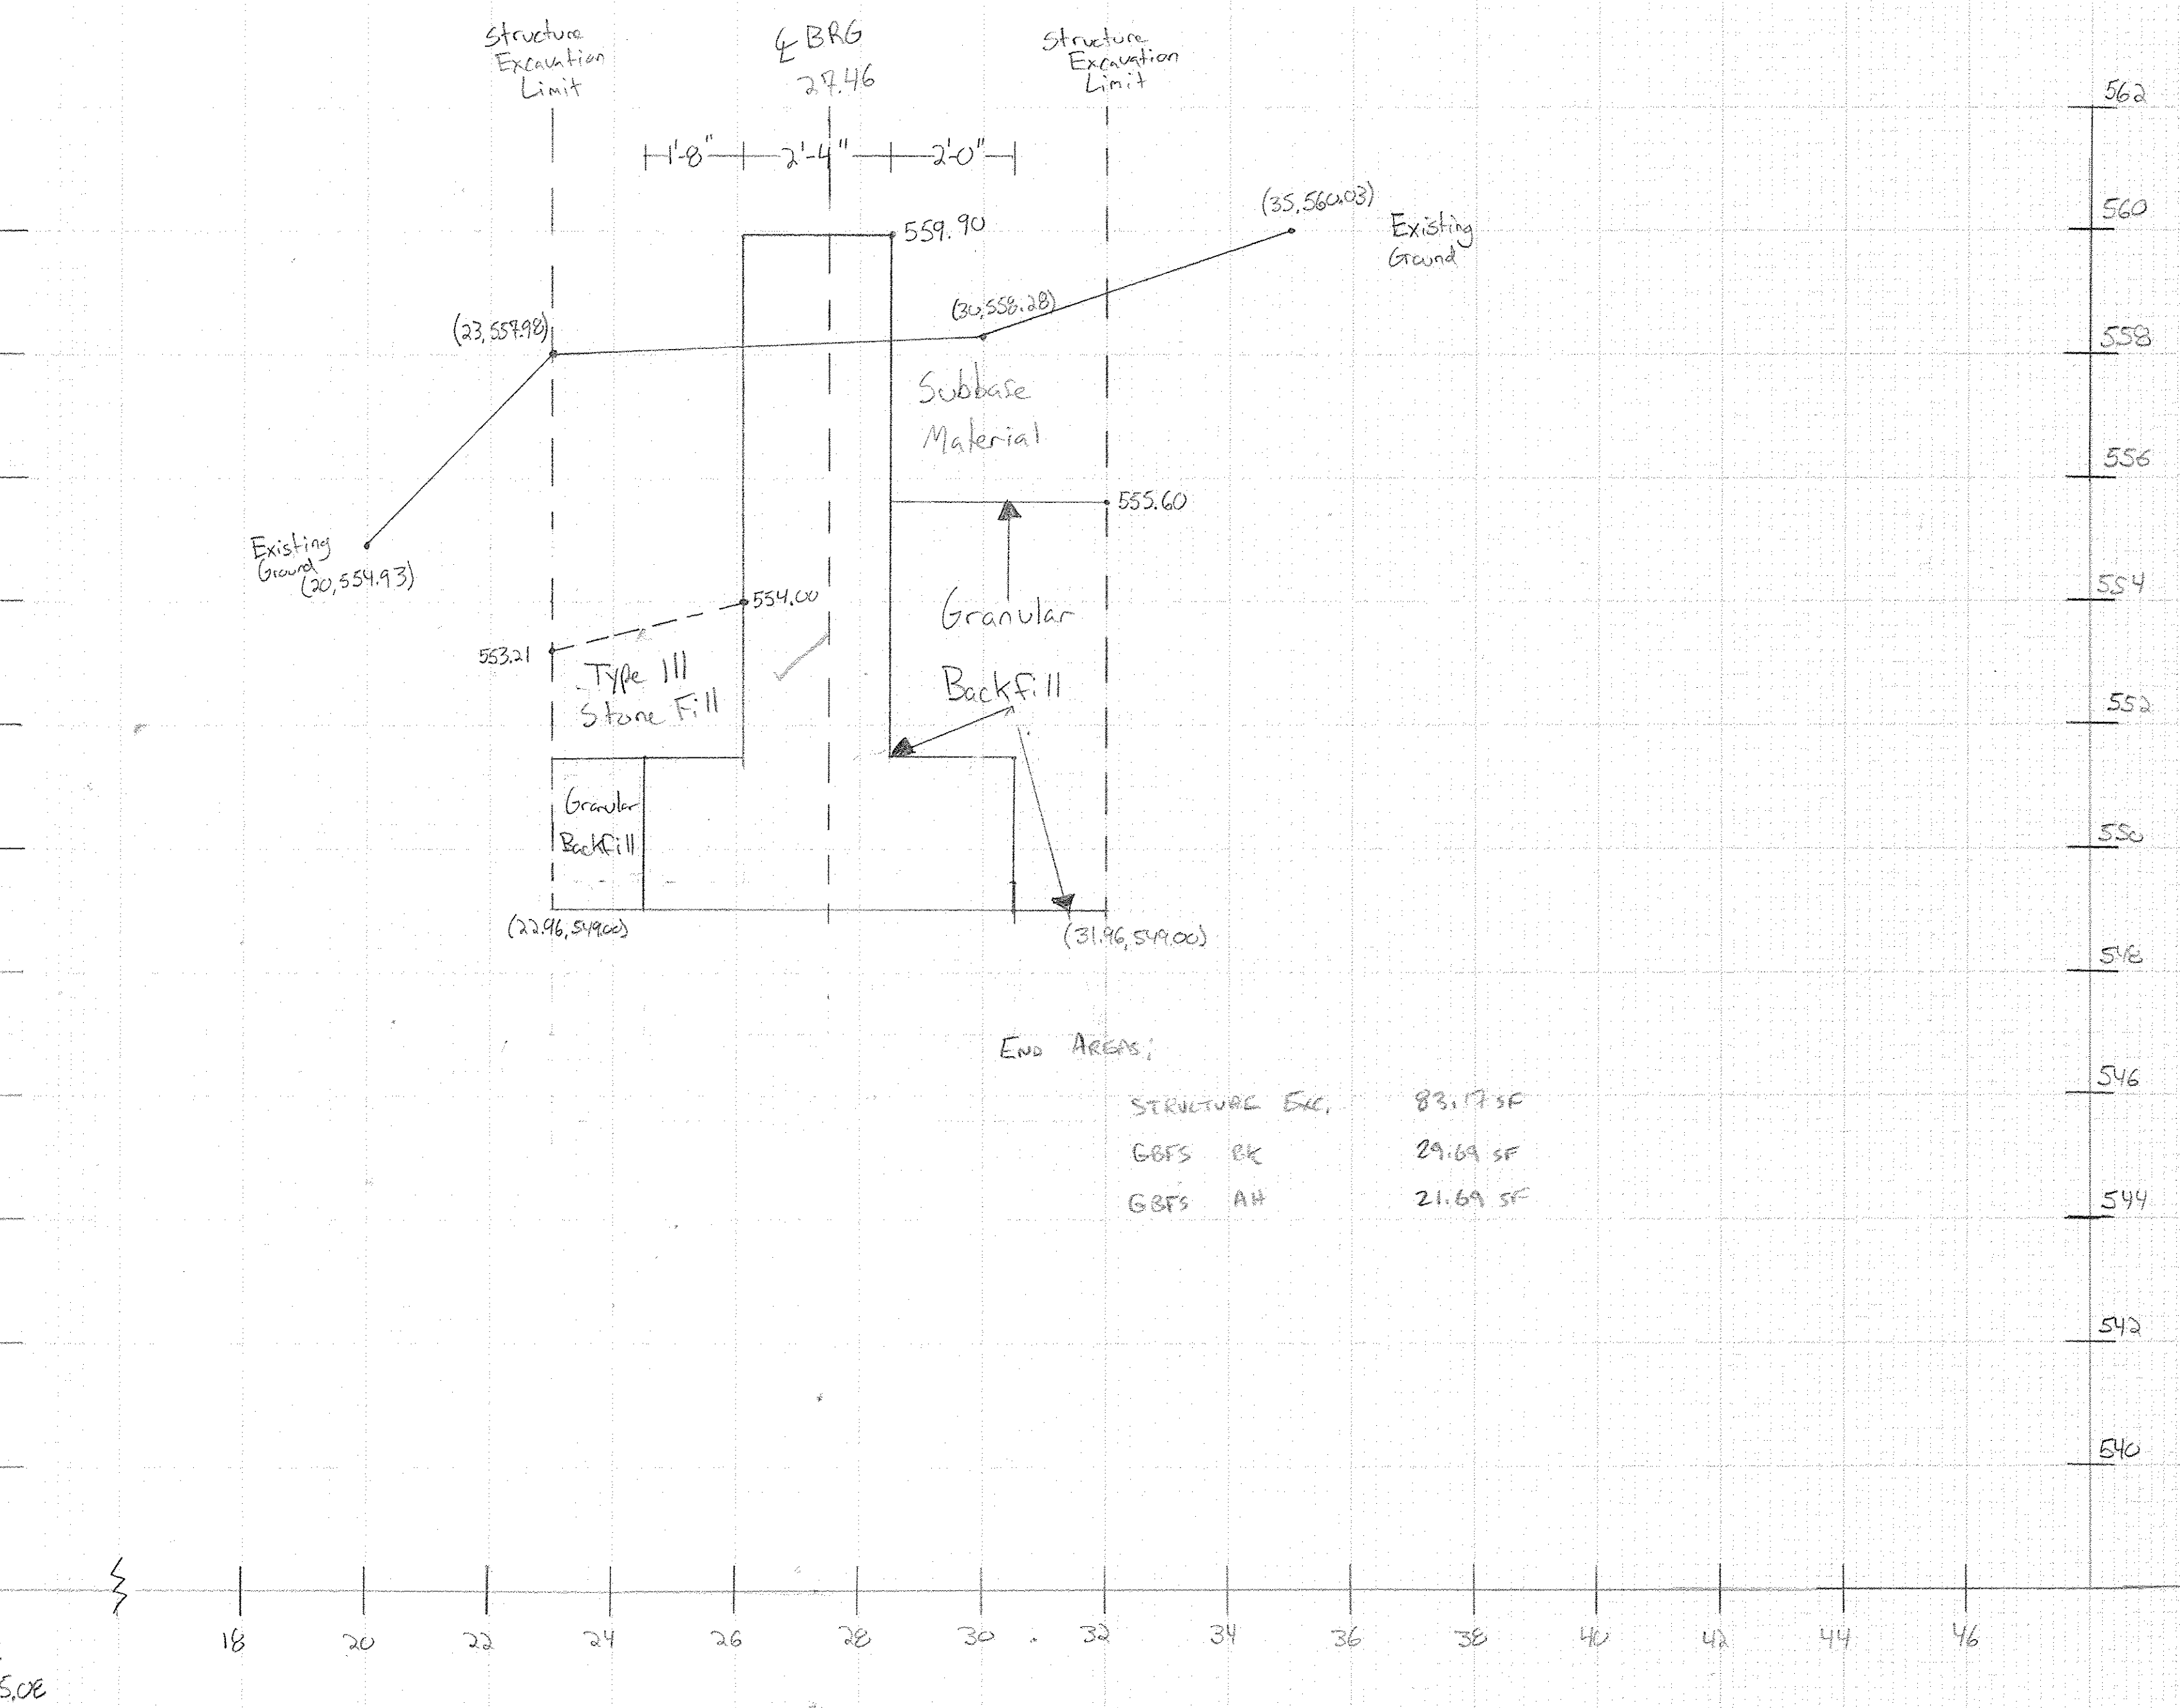 Structure
Excavation
Limit
℄ BRG
27.46
Structure
Excavation
Limit
562
1'-8"
2'-4"
2'-0"
(35,560.03)
Existing
Ground
560
559.90
(23,557.98)
(30,558.28)
558
Subbase
Material
556
555.60
Existing
Ground
(20,554.93)
554.00
554
Granular
Backfill
553.21
Type III
Stone Fill
552
Granular
Backfill
550
(22.96,549.00)
(31.96,549.00)
548
END AREAS:
STRUCTURE EXC. 83.17 SF
GBFS BK 29.69 SF
GBFS AH 21.69 SF
546
544
542
540
18 20 22 24 26 28 30 32 34 36 38 40 42 44 46